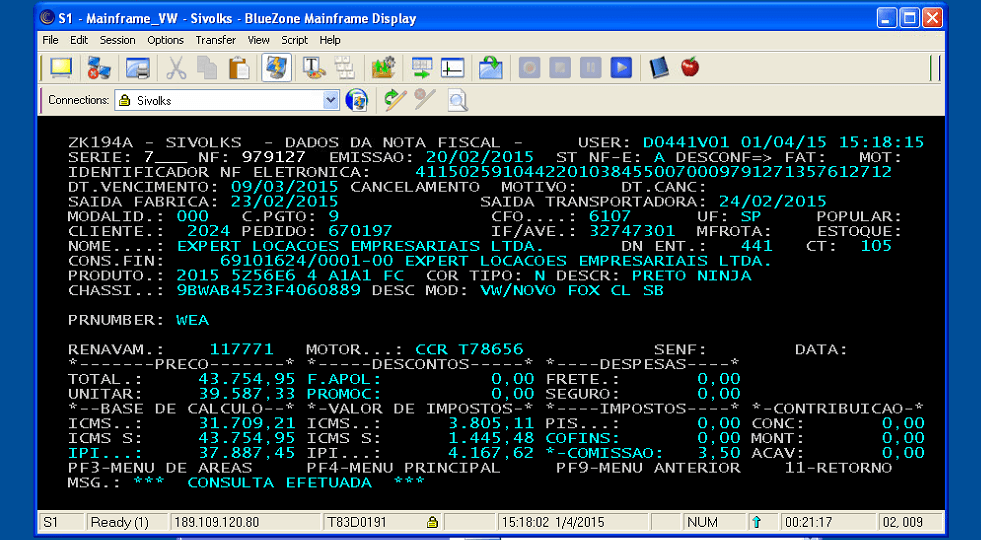 S1 - Mainframe_VW - Sivolks - BlueZone Mainframe Display
File Edit Session Options Transfer View Script Help
Connections: Sivolks
ZK194A - SIVOLKS - DADOS DA NOTA FISCAL - USER: D0441V01 01/04/15 15:18:15
SERIE: 7___ NF: 979127 EMISSAO: 20/02/2015 ST NF-E: A DESCONF=> FAT: MOT:
IDENTIFICADOR NF ELETRONICA: 41150259104422010384550070009791271357612712
DT.VENCIMENTO: 09/03/2015 CANCELAMENTO MOTIVO: DT.CANC:
SAIDA FABRICA: 23/02/2015 SAIDA TRANSPORTADORA: 24/02/2015
MODALID.: 000 C.PGTO: 9 CFO....: 6107 UF: SP POPULAR:
CLIENTE.: 2024 PEDIDO: 670197 IF/AVE.: 32747301 MFROTA: ESTOQUE:
NOME....: EXPERT LOCACOES EMPRESARIAIS LTDA. DN ENT.: 441 CT: 105
CONS.FIN: 69101624/0001-00 EXPERT LOCACOES EMPRESARIAIS LTDA.
PRODUTO.: 2015 5Z56E6 4 A1A1 FC COR TIPO: N DESCR: PRETO NINJA
CHASSI..: 9BWAB45Z3F4060889 DESC MOD: VW/NOVO FOX CL SB
PRNUMBER: WEA
RENAVAM.: 117771 MOTOR...: CCR T78656 SENF: DATA:
*-------PRECO-------* *-----DESCONTOS-----* *----DESPESAS----*
TOTAL.: 43.754,95 F.APOL: 0,00 FRETE.: 0,00
UNITAR: 39.587,33 PROMOC: 0,00 SEGURO: 0,00
*--BASE DE CALCULO--* *-VALOR DE IMPOSTOS-* *----IMPOSTOS----* *-CONTRIBUICAO-*
ICMS..: 31.709,21 ICMS..: 3.805,11 PIS...: 0,00 CONC: 0,00
ICMS S: 43.754,95 ICMS S: 1.445,48 COFINS: 0,00 MONT: 0,00
IPI...: 37.887,45 IPI...: 4.167,62 *-COMISSAO: 3,50 ACAV: 0,00
PF3-MENU DE AREAS PF4-MENU PRINCIPAL PF9-MENU ANTERIOR 11-RETORNO
MSG.: *** CONSULTA EFETUADA ***
S1 Ready (1) 189.109.120.80 T83D0191 15:18:02 1/4/2015 NUM 00:21:17 02, 009